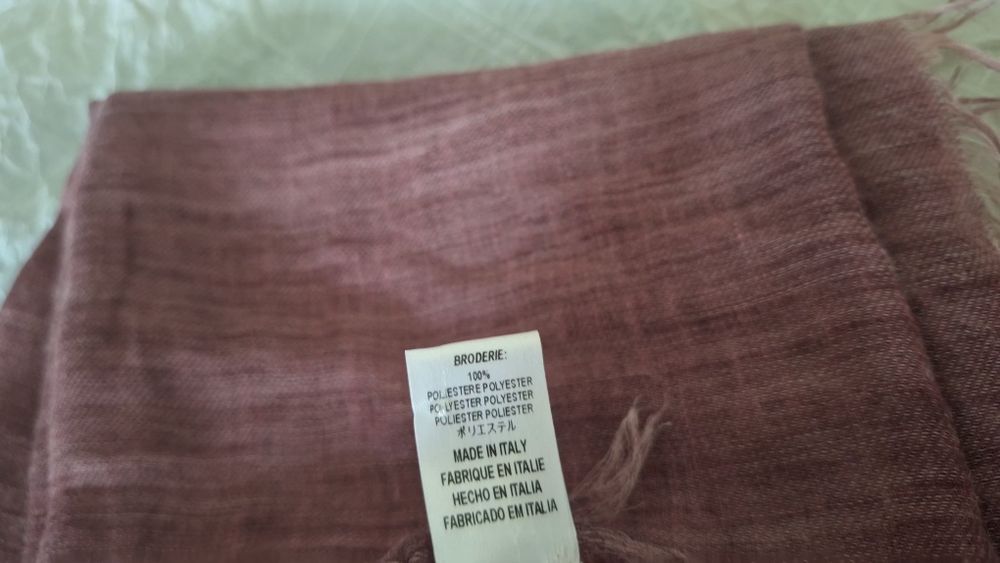 BRODERIE:
100%
POLIESTERE POLYESTER
POLYESTER POLYESTER
POLIESTER POLIESTER
ポリエステル
MADE IN ITALY
FABRIQUE EN ITALIE
HECHO EN ITALIA
FABRICADO EM ITALIA